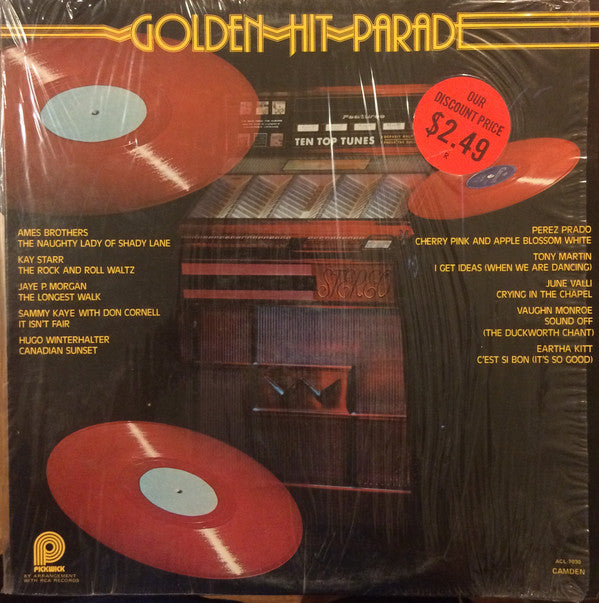 GOLDEN HIT PARADE
OUR
DISCOUNT PRICE
$2.49
R
TEN TOP TUNES
STEREO
AMES BROTHERS
THE NAUGHTY LADY OF SHADY LANE
KAY STARR
THE ROCK AND ROLL WALTZ
JAYE P. MORGAN
THE LONGEST WALK
SAMMY KAYE WITH DON CORNELL
IT ISN'T FAIR
HUGO WINTERHALTER
CANADIAN SUNSET
PEREZ PRADO
CHERRY PINK AND APPLE BLOSSOM WHITE
TONY MARTIN
I GET IDEAS (WHEN WE ARE DANCING)
JUNE VALLI
CRYING IN THE CHAPEL
VAUGHN MONROE
SOUND OFF
(THE DUCKWORTH CHANT)
EARTHA KITT
C'EST SI BON (IT'S SO GOOD)
PICKWICK
BY ARRANGEMENT
WITH RCA RECORDS
ACL-7030
CAMDEN